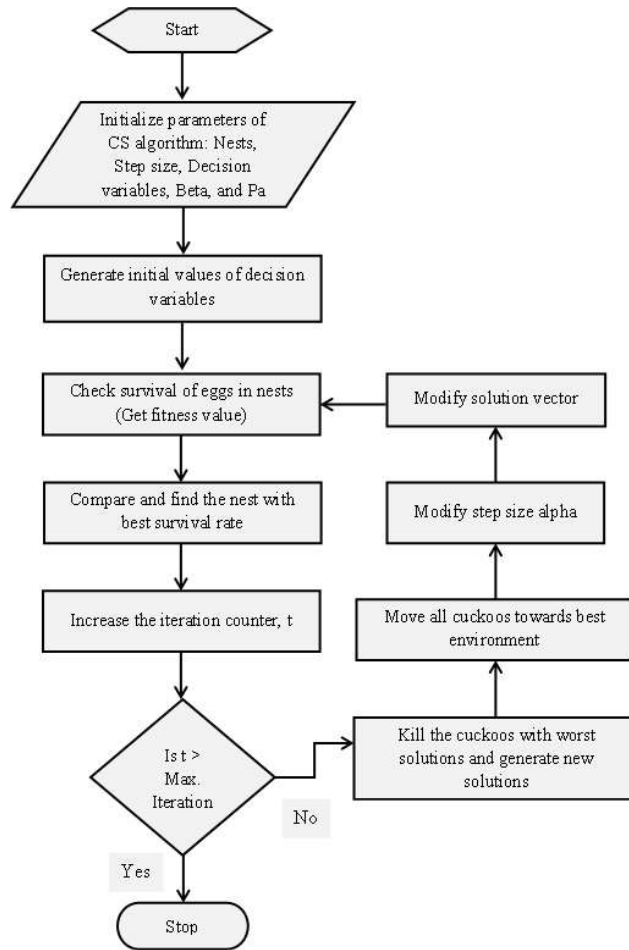 Start
Initialize parameters of
CS algorithm: Nests,
Step size, Decision
variables, Beta, and Pa
Generate initial values of decision
variables
Check survival of eggs in nests
(Get fitness value)
Modify solution vector
Compare and find the nest with
best survival rate
Modify step size alpha
Increase the iteration counter, t
Move all cuckoos towards best
environment
Is t >
Max.
Iteration
Kill the cuckoos with worst
solutions and generate new
solutions
No
Yes
Stop